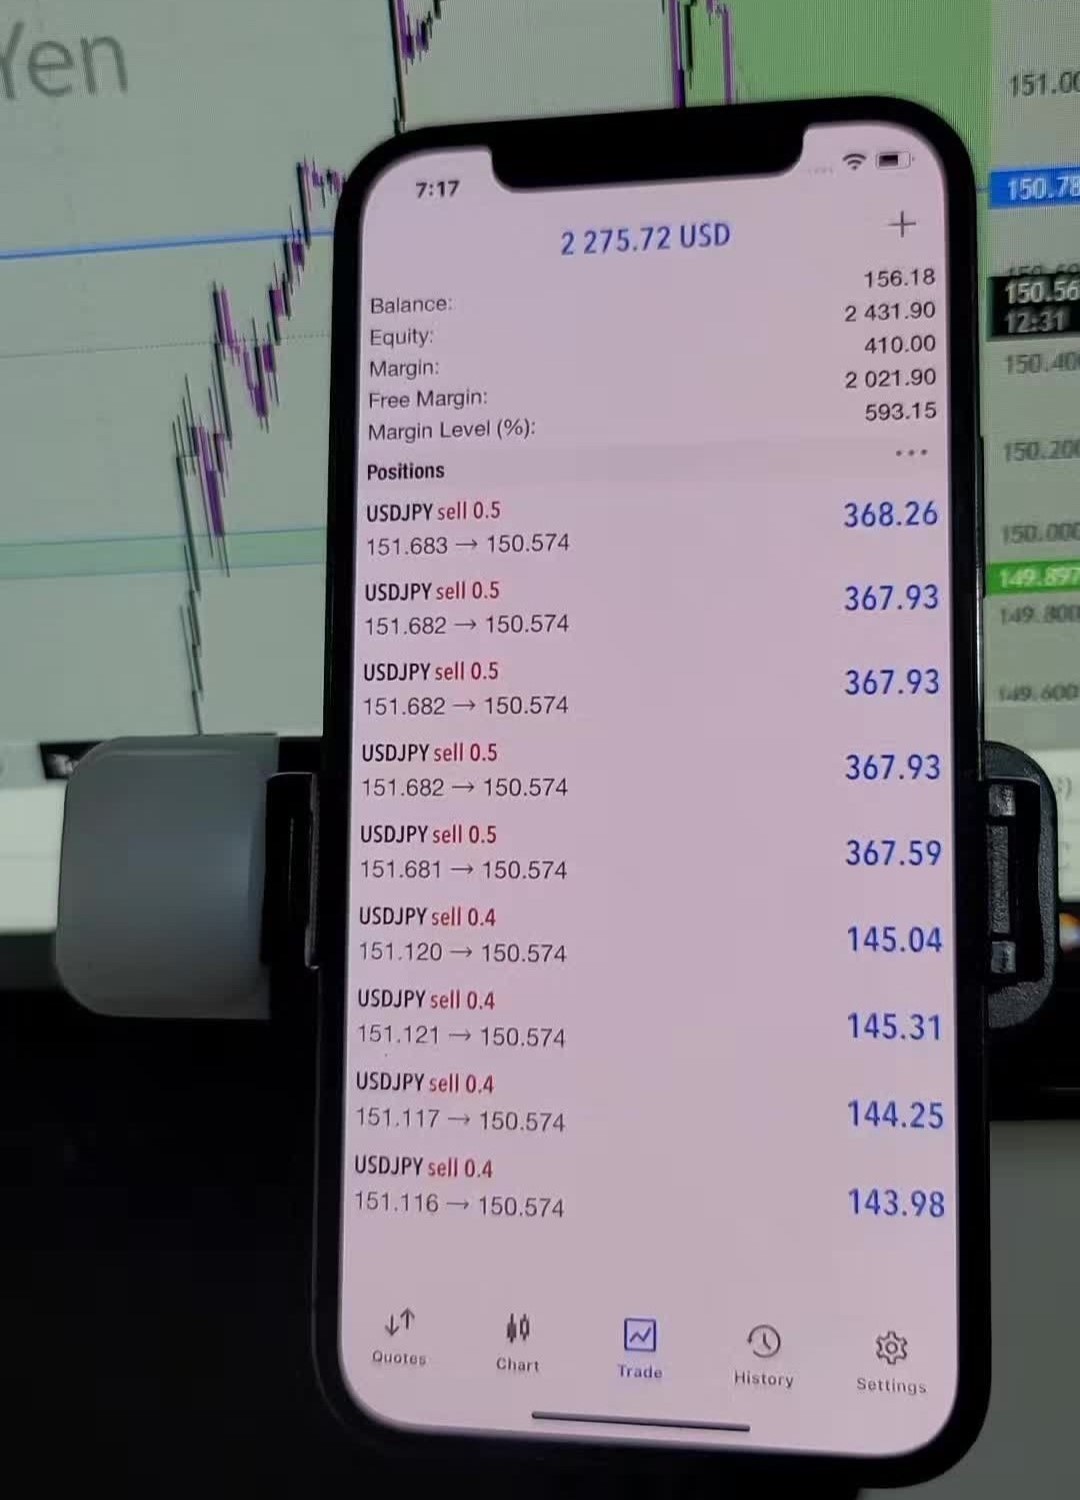 Yen
151.00
150.78
150.56
12:31
150.40
150.200
150.000
149.897
149.800
149.600
7:17
2 275.72 USD
Balance: 156.18
Equity: 2 431.90
Margin: 410.00
Free Margin: 2 021.90
Margin Level (%): 593.15
Positions
USDJPY sell 0.5 368.26
151.683 → 150.574
USDJPY sell 0.5 367.93
151.682 → 150.574
USDJPY sell 0.5 367.93
151.682 → 150.574
USDJPY sell 0.5 367.93
151.682 → 150.574
USDJPY sell 0.5 367.59
151.681 → 150.574
USDJPY sell 0.4 145.04
151.120 → 150.574
USDJPY sell 0.4 145.31
151.121 → 150.574
USDJPY sell 0.4 144.25
151.117 → 150.574
USDJPY sell 0.4 143.98
151.116 → 150.574
Quotes Chart Trade History Settings